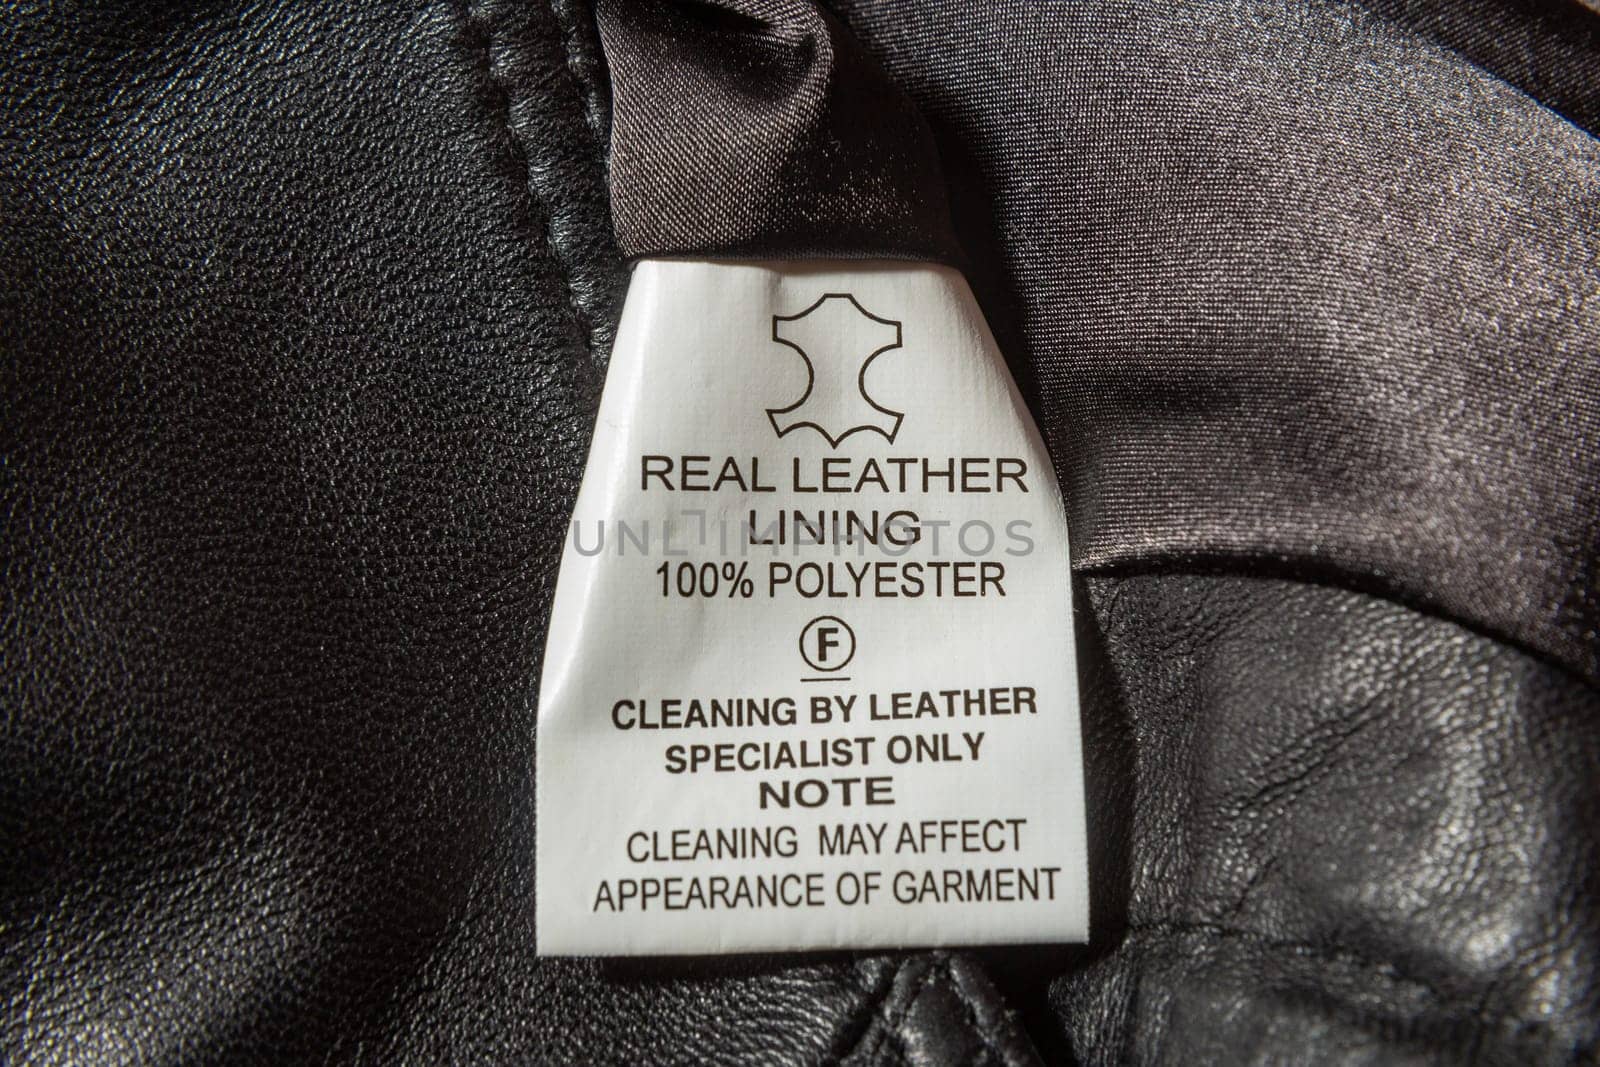 REAL LEATHER
LINING
UNLIMPHOTOS
100% POLYESTER
F
CLEANING BY LEATHER
SPECIALIST ONLY
NOTE
CLEANING MAY AFFECT
APPEARANCE OF GARMENT